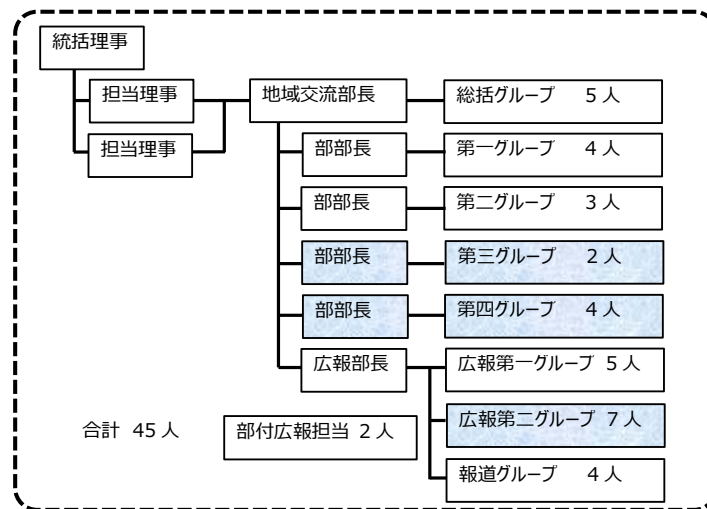 統括理事
担当理事 地域交流部長 総括グループ 5人
担当理事 部部長 第一グループ 4人
部部長 第二グループ 3人
部部長 第三グループ 2人
部部長 第四グループ 4人
広報部長 広報第一グループ 5人
合計 45人 部付広報担当 2人 広報第二グループ 7人
報道グループ 4人